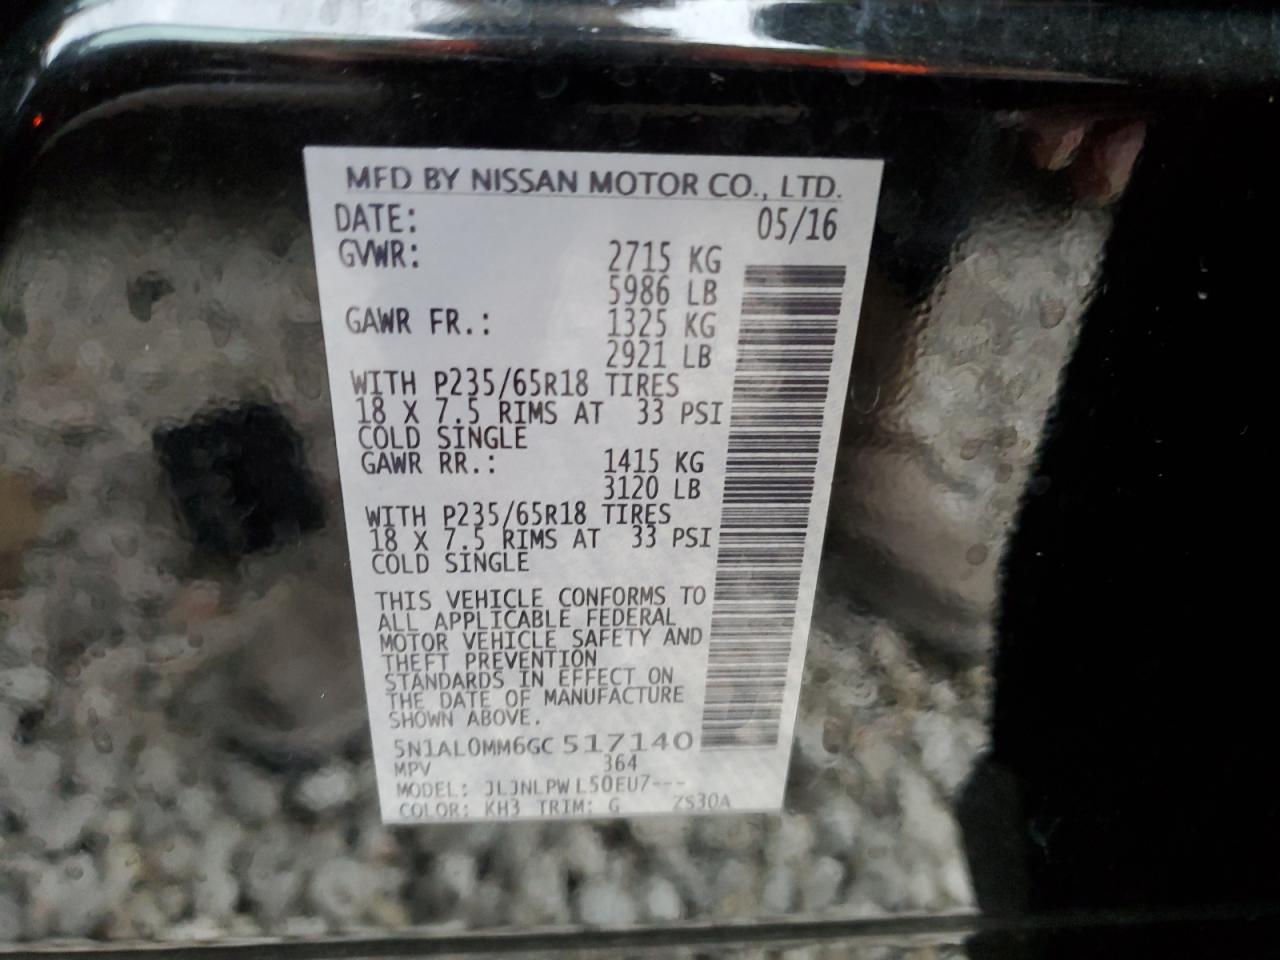 MFD BY NISSAN MOTOR CO., LTD.
DATE: 05/16
GVWR: 2715 KG
5986 LB
GAWR FR.: 1325 KG
2921 LB
WITH P235/65R18 TIRES
18 X 7.5 RIMS AT 33 PSI
COLD SINGLE
GAWR RR.: 1415 KG
3120 LB
WITH P235/65R18 TIRES
18 X 7.5 RIMS AT 33 PSI
COLD SINGLE
THIS VEHICLE CONFORMS TO
ALL APPLICABLE FEDERAL
MOTOR VEHICLE SAFETY AND
THEFT PREVENTION
STANDARDS IN EFFECT ON
THE DATE OF MANUFACTURE
SHOWN ABOVE.
5N1AL0MM6GC 517140
MPV 364
MODEL: JLJNLPW L50EU7---
COLOR: KH3 TRIM: G ZS30A